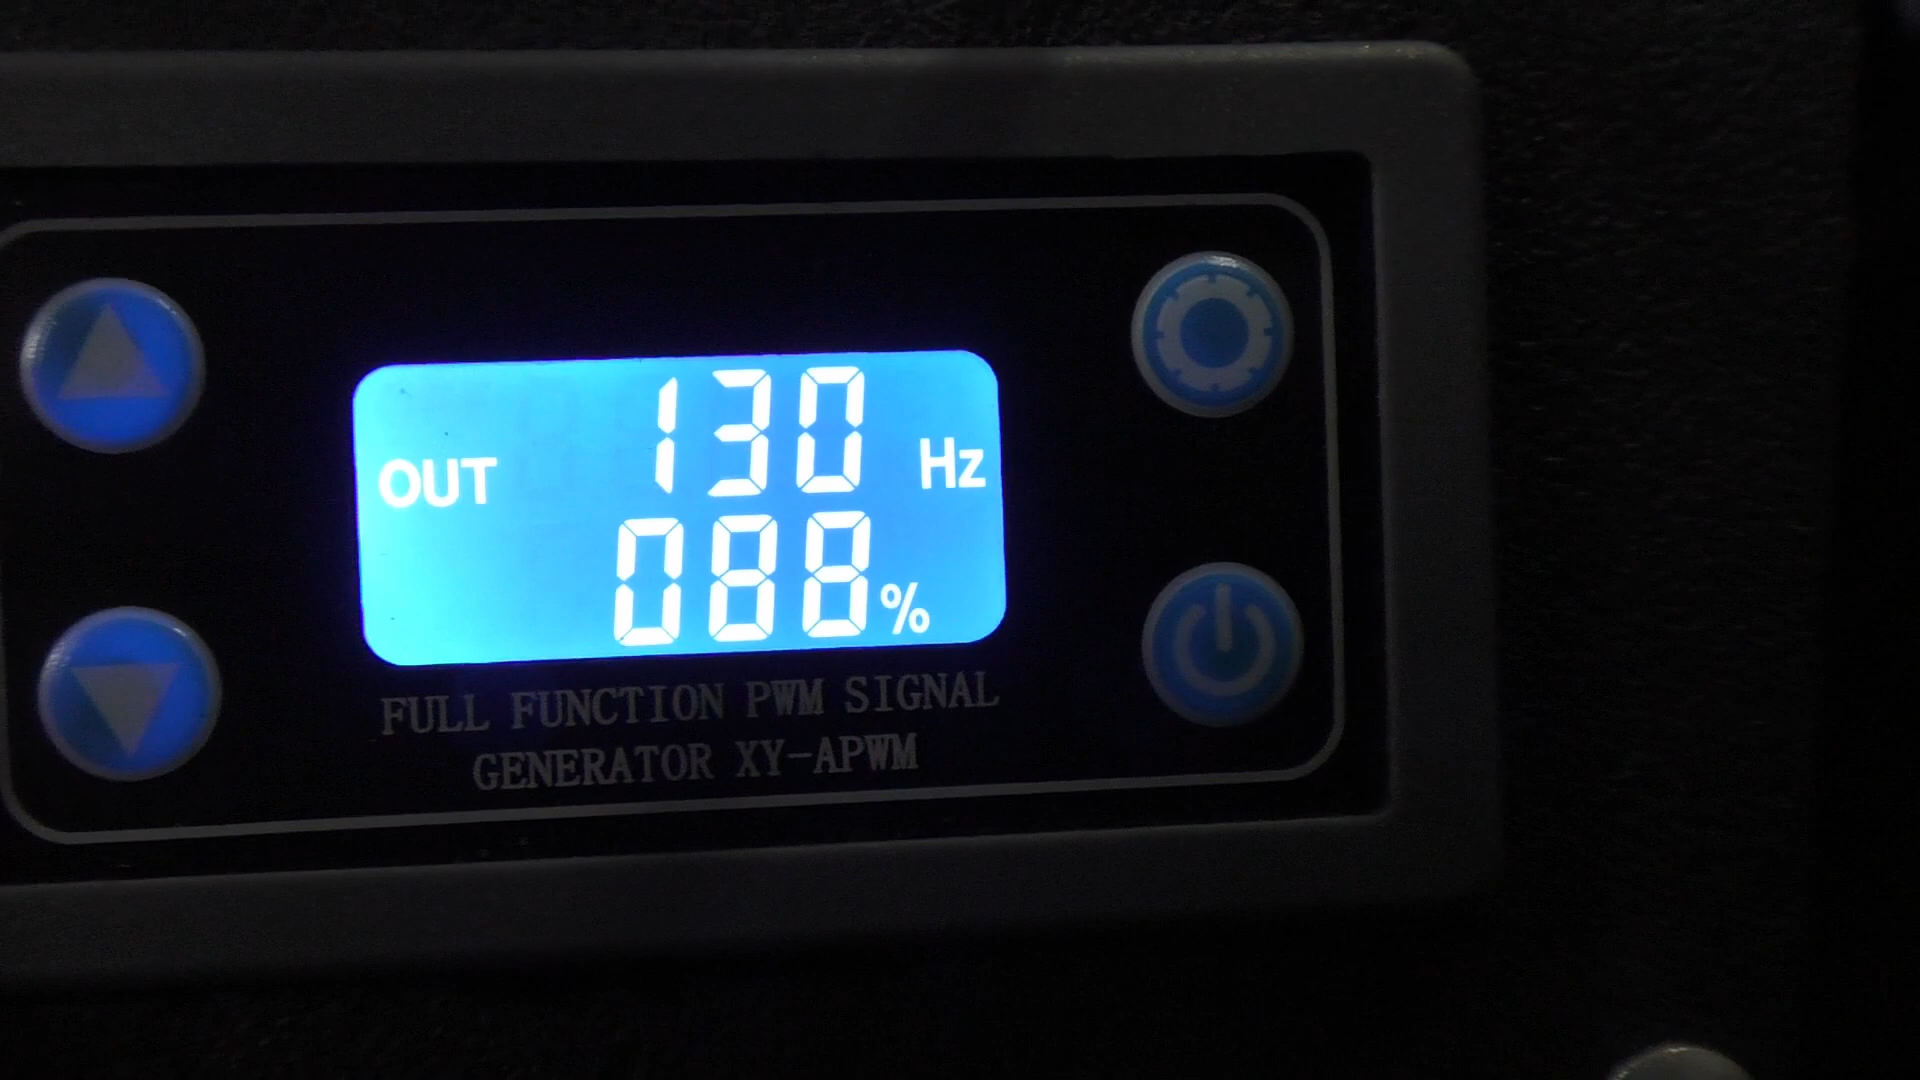 130
OUT Hz
088%
FULL FUNCTION PWM SIGNAL
GENERATOR XY-APWM